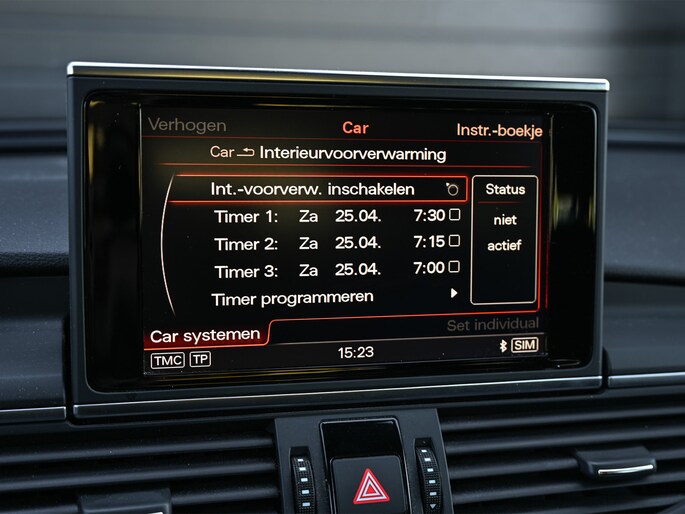 Verhogen Car Instr.-boekje
Car Interieurvoorverwarming
Int.-voorverw. inschakelen
Timer 1: Za 25.04. 7:30
Timer 2: Za 25.04. 7:15
Timer 3: Za 25.04. 7:00
Timer programmeren
Status
niet
actief
Car systemen Set individual
TMC TP 15:23 SIM